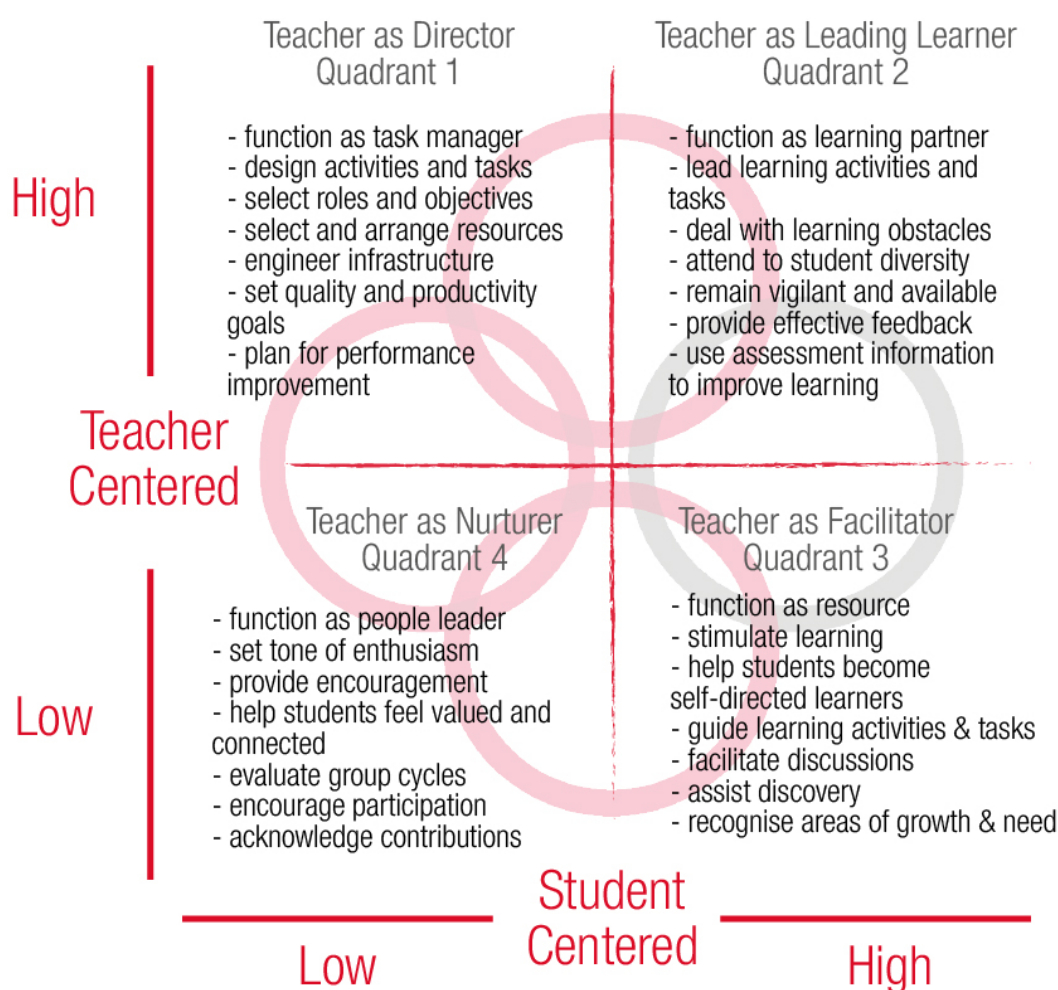 Teacher as Director
Quadrant 1
- function as task manager
- design activities and tasks
- select roles and objectives
- select and arrange resources
- engineer infrastructure
- set quality and productivity
goals
- plan for performance
improvement
Teacher as Leading Learner
Quadrant 2
- function as learning partner
- lead learning activities and
tasks
- deal with learning obstacles
- attend to student diversity
- remain vigilant and available
- provide effective feedback
- use assessment information
to improve learning
High
Teacher
Centered
Low
Teacher as Nurturer
Quadrant 4
- function as people leader
- set tone of enthusiasm
- provide encouragement
- help students feel valued and
connected
- evaluate group cycles
- encourage participation
- acknowledge contributions
Teacher as Facilitator
Quadrant 3
- function as resource
- stimulate learning
- help students become
self-directed learners
- guide learning activities & tasks
- facilitate discussions
- assist discovery
- recognise areas of growth & need
Low
Student
Centered
High